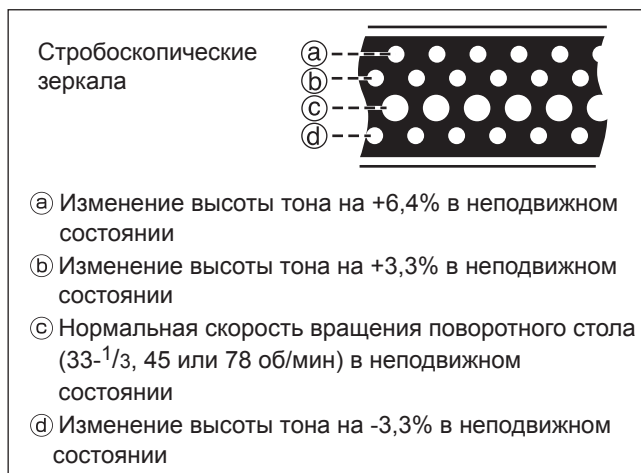 Стробоскопические
зеркала
ⓐ
ⓑ
ⓒ
ⓓ
ⓐ Изменение высоты тона на +6,4% в неподвижном
состоянии
ⓑ Изменение высоты тона на +3,3% в неподвижном
состоянии
ⓒ Нормальная скорость вращения поворотного стола
(33-1/3, 45 или 78 об/мин) в неподвижном
состоянии
ⓓ Изменение высоты тона на -3,3% в неподвижном
состоянии